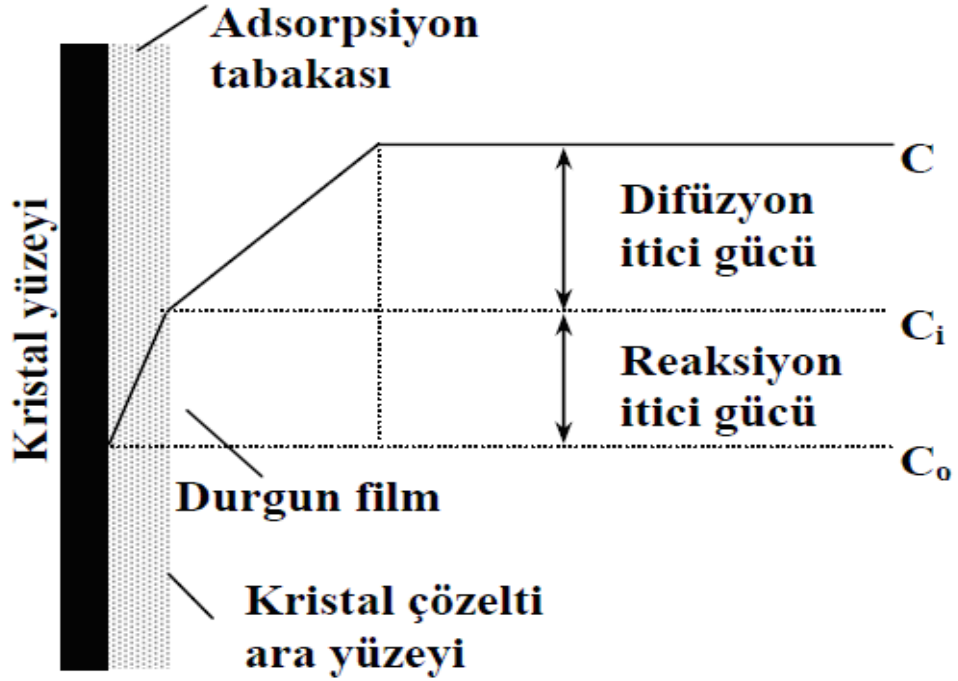 Adsorpsiyon
tabakası
Kristal yüzeyi
C
Difüzyon
itici gücü
Ci
Reaksiyon
itici gücü
Co
Durgun film
Kristal çözelti
ara yüzeyi